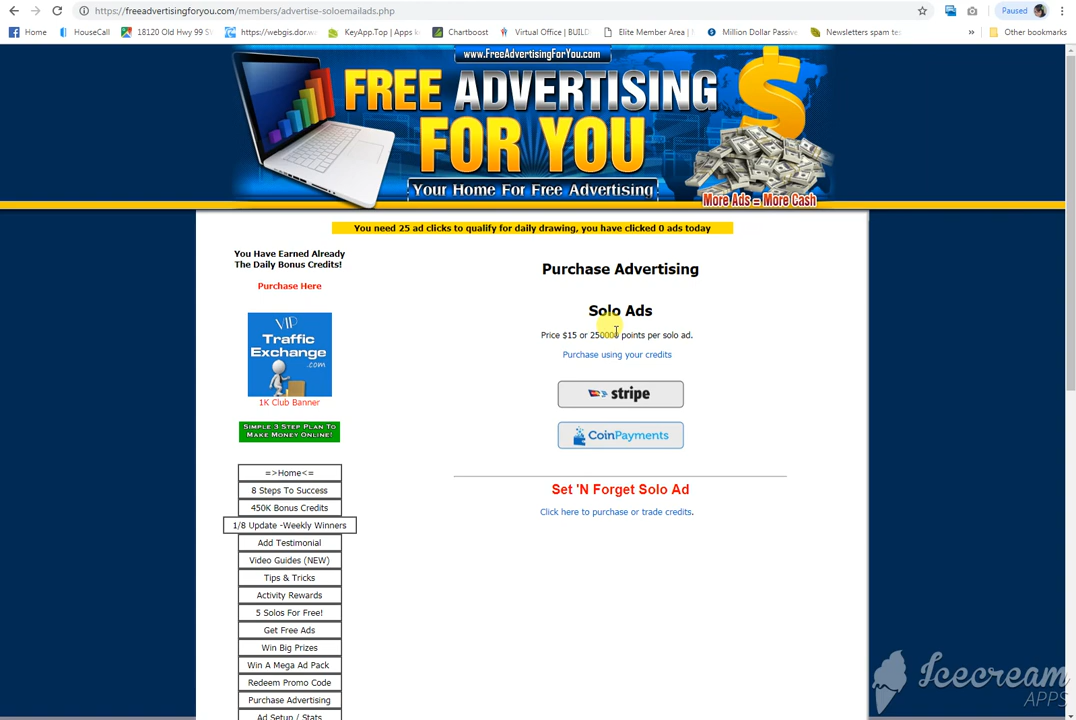 https://freeadvertisingforyou.com/members/advertise-soloemailads.php
Paused
Home
HouseCall
18120 Old Hwy 99 S
https://webgis.dor.wa
KeyApp.Top | Apps k
Chartboost
Virtual Office | BUILD
Elite Member Area |
Million Dollar Passive
Newsletters spam tes
»
Other bookmarks
www.FreeAdvertisingForYou.com
FREE ADVERTISING
FOR YOU
$
Your Home For Free Advertising
More Ads = More Cash
You need 25 ad clicks to qualify for daily drawing, you have clicked 0 ads today
You Have Earned Already
The Daily Bonus Credits!
Purchase Here
VIP
Traffic
Exchange
.com
1K Club Banner
SIMPLE 3 STEP PLAN TO
MAKE MONEY ONLINE!
=>Home<=
8 Steps To Success
450K Bonus Credits
1/8 Update -Weekly Winners
Add Testimonial
Video Guides (NEW)
Tips & Tricks
Activity Rewards
5 Solos For Free!
Get Free Ads
Win Big Prizes
Win A Mega Ad Pack
Redeem Promo Code
Purchase Advertising
Ad Setup / Stats
Purchase Advertising
Solo Ads
Price $15 or 250000 points per solo ad.
Purchase using your credits
stripe
CoinPayments
Set 'N Forget Solo Ad
Click here to purchase or trade credits.
Icecream
APPS